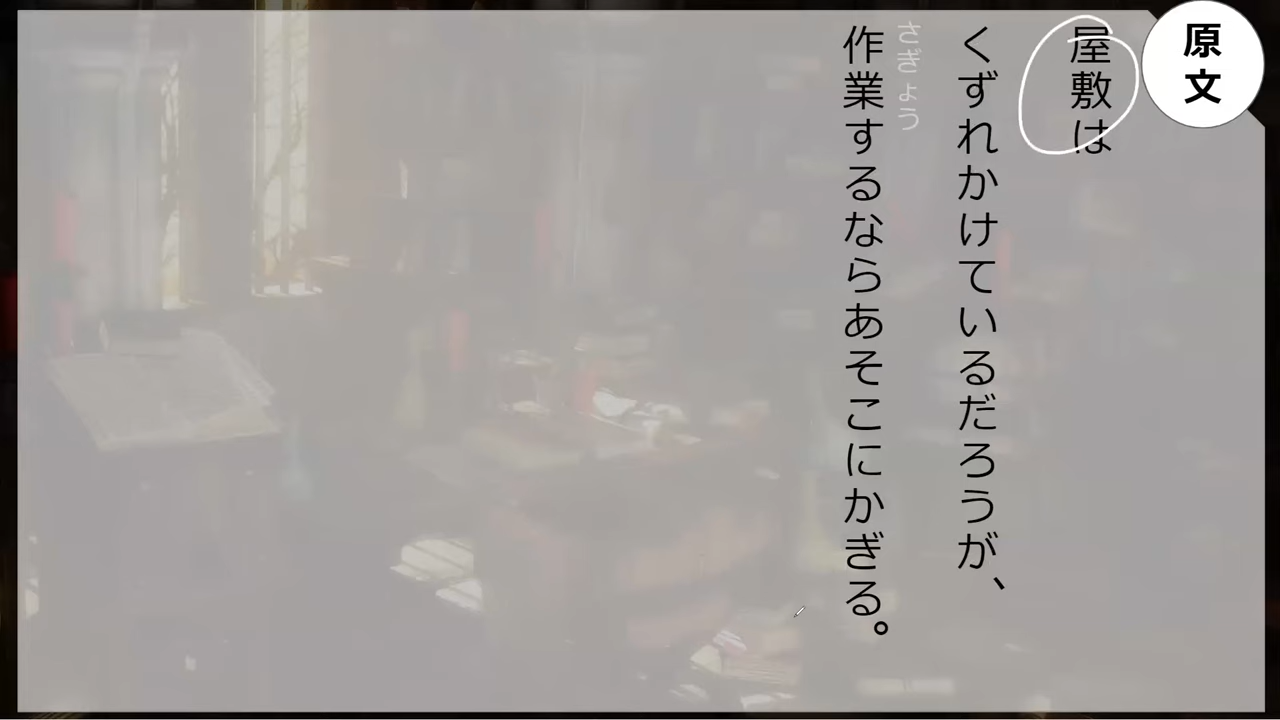 原文
屋敷は
くずれかけているだろうが、
さぎょう
作業するならあそこにかぎる。